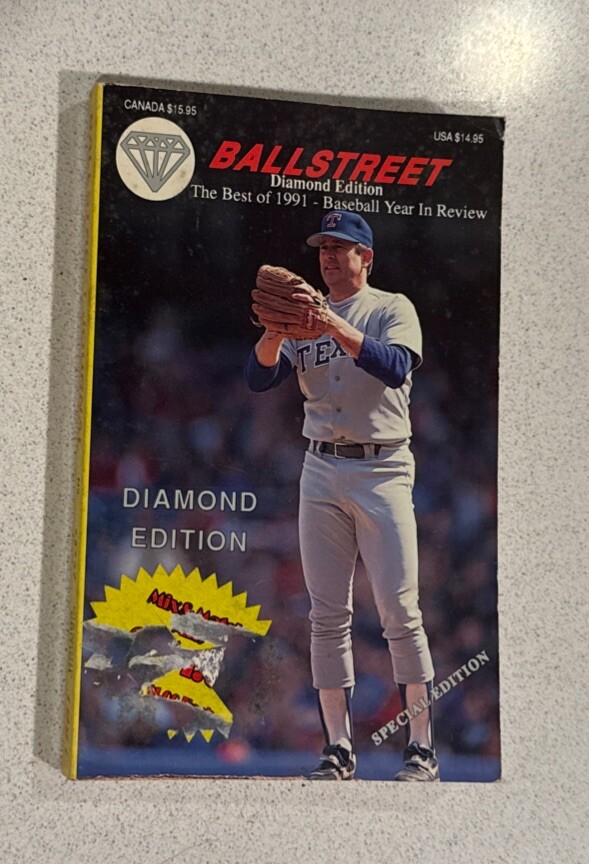 CANADA $15.95
USA $14.95
BALLSTREET
Diamond Edition
The Best of 1991 - Baseball Year In Review
T
TEX
DIAMOND
EDITION
Mix &
SPECIAL EDITION